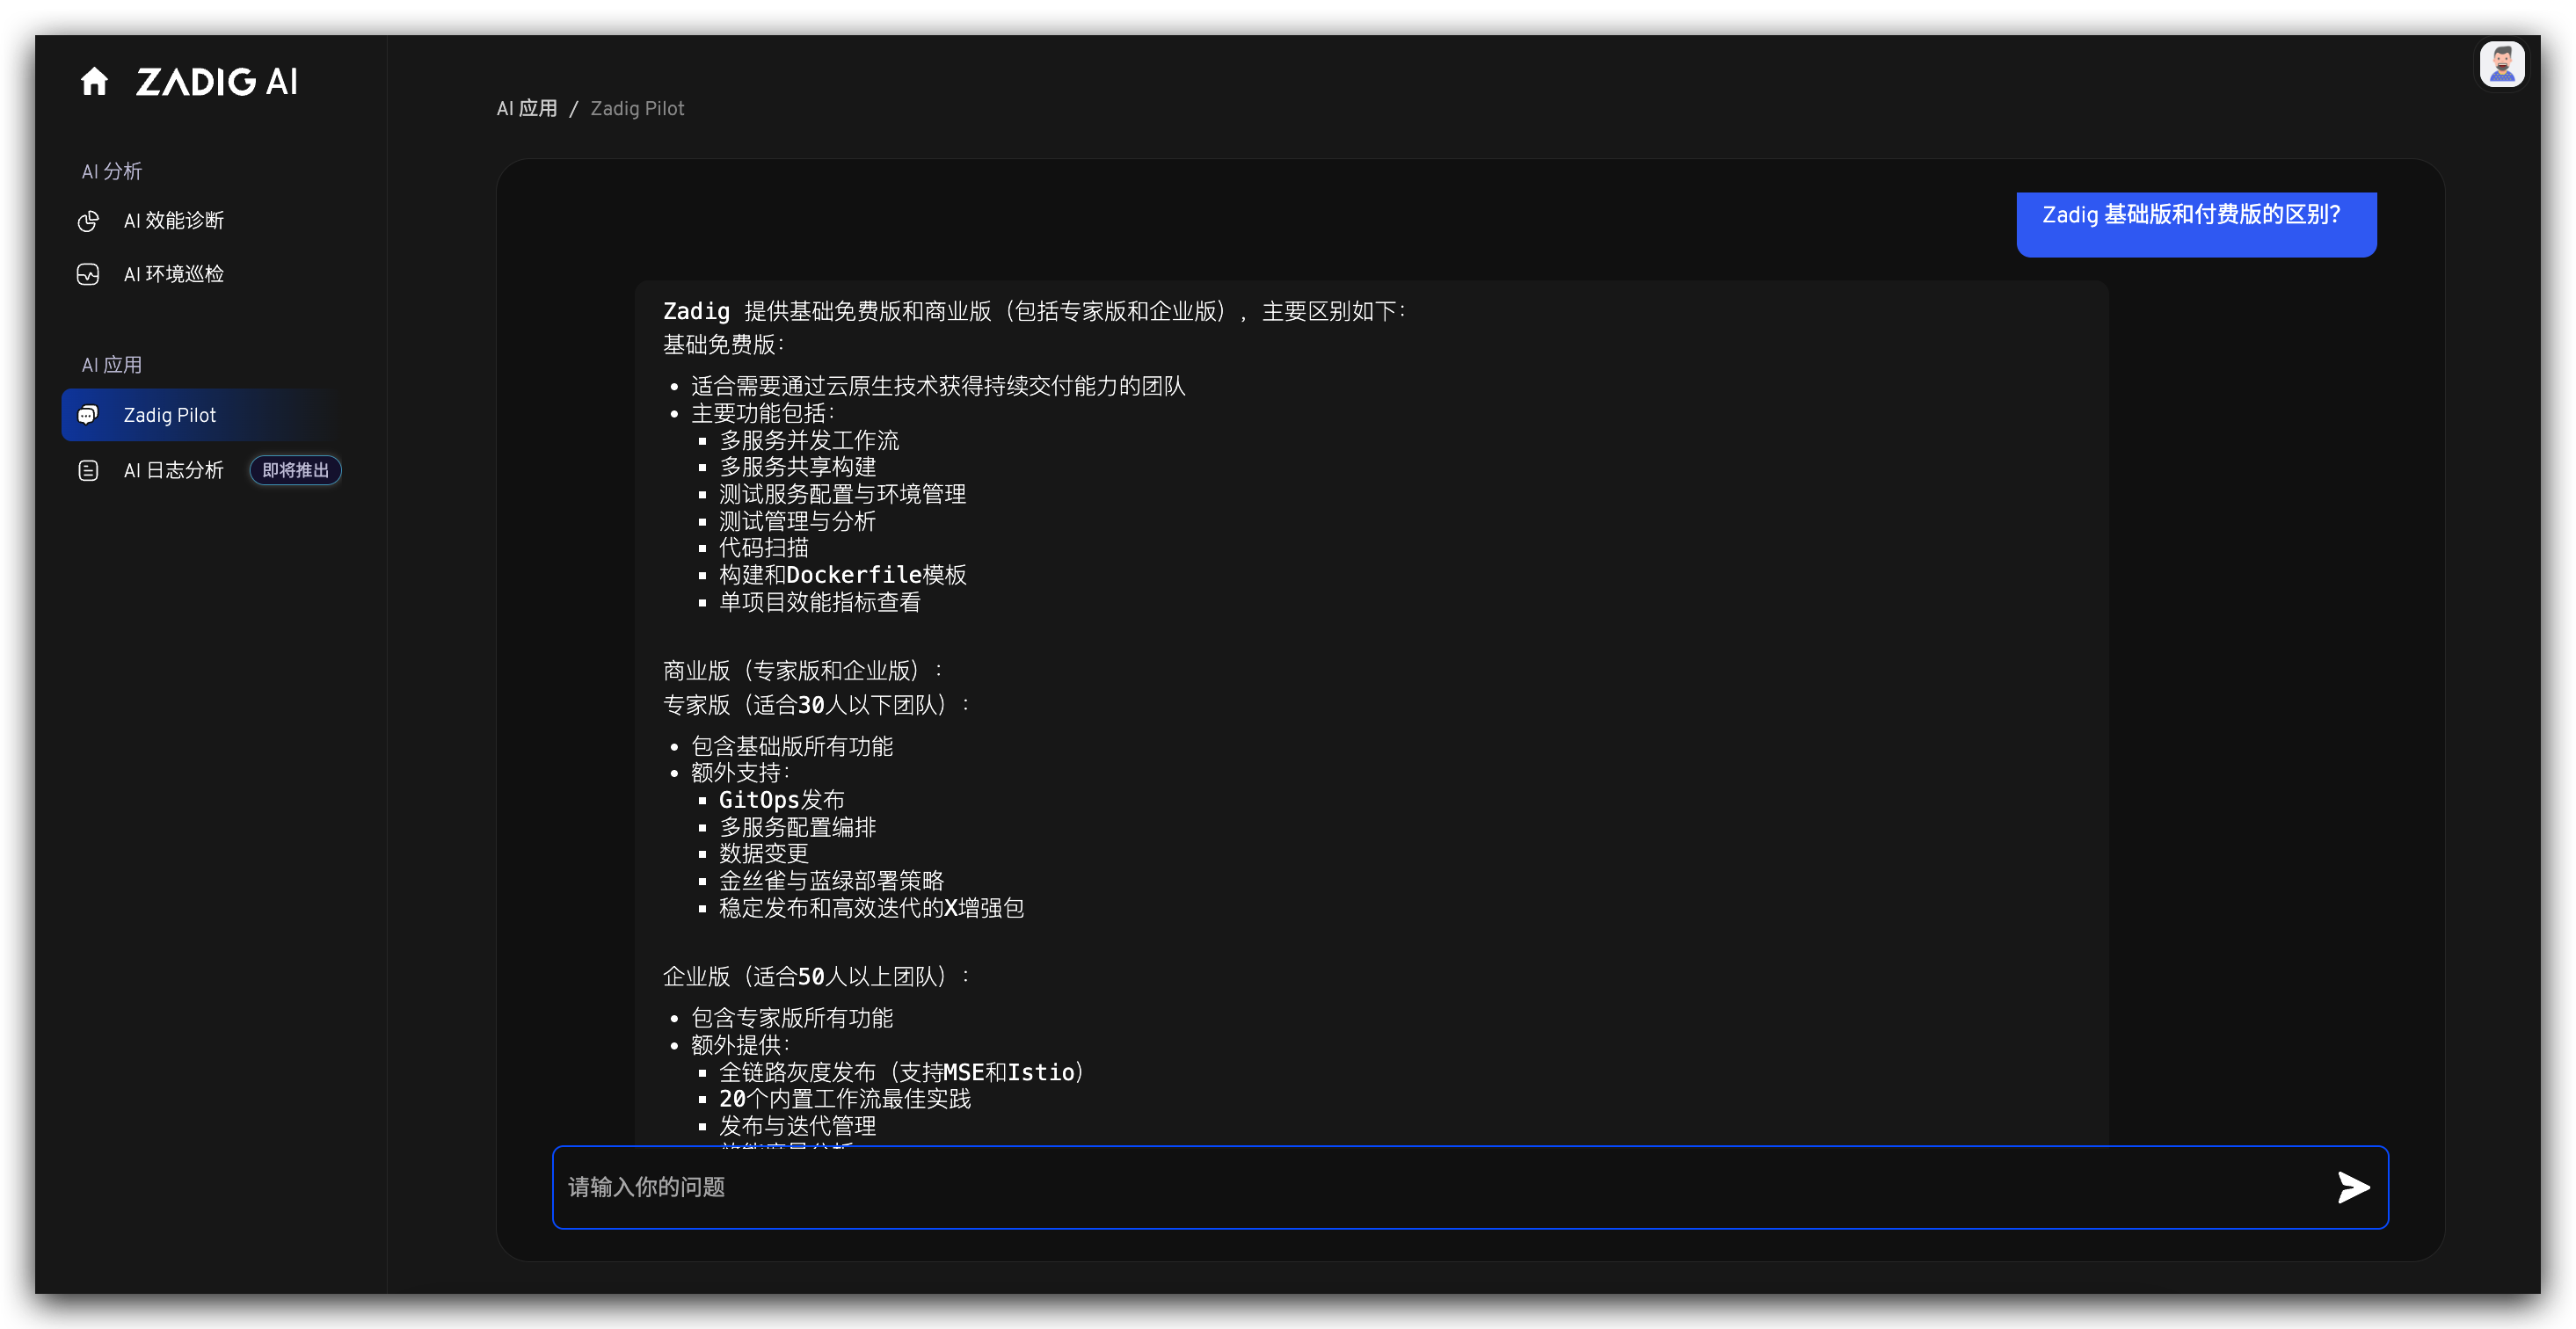 ZADIG AI
AI 分析
AI 效能诊断
AI 环境巡检
AI 应用
Zadig Pilot
AI 日志分析 即将推出
AI 应用 / Zadig Pilot
Zadig 基础版和付费版的区别?
Zadig 提供基础免费版和商业版（包括专家版和企业版），主要区别如下：
基础免费版：
• 适合需要通过云原生技术获得持续交付能力的团队
• 主要功能包括：
▪ 多服务并发工作流
▪ 多服务共享构建
▪ 测试服务配置与环境管理
▪ 测试管理与分析
▪ 代码扫描
▪ 构建和Dockerfile模板
▪ 单项目效能指标查看
商业版（专家版和企业版）：
专家版（适合30人以下团队）：
• 包含基础版所有功能
• 额外支持：
▪ GitOps发布
▪ 多服务配置编排
▪ 数据变更
▪ 金丝雀与蓝绿部署策略
▪ 稳定发布和高效迭代的X增强包
企业版（适合50人以上团队）：
• 包含专家版所有功能
• 额外提供：
▪ 全链路灰度发布（支持MSE和Istio）
▪ 20个内置工作流最佳实践
▪ 发布与迭代管理
请输入你的问题